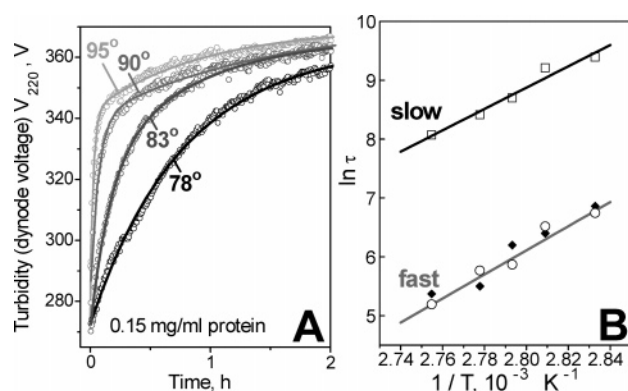 Turbidity (dynode voltage) V220 , V
360
340
320
300
280
270
95°
90°
83°
78°
0.15 mg/ml protein
A
0
1
2
Time, h
ln τ
10
9
8
7
6
5
slow
fast
B
2.74
2.76
2.78
2.80
2.82
2.84
1 / T. 10⁻³ K⁻¹